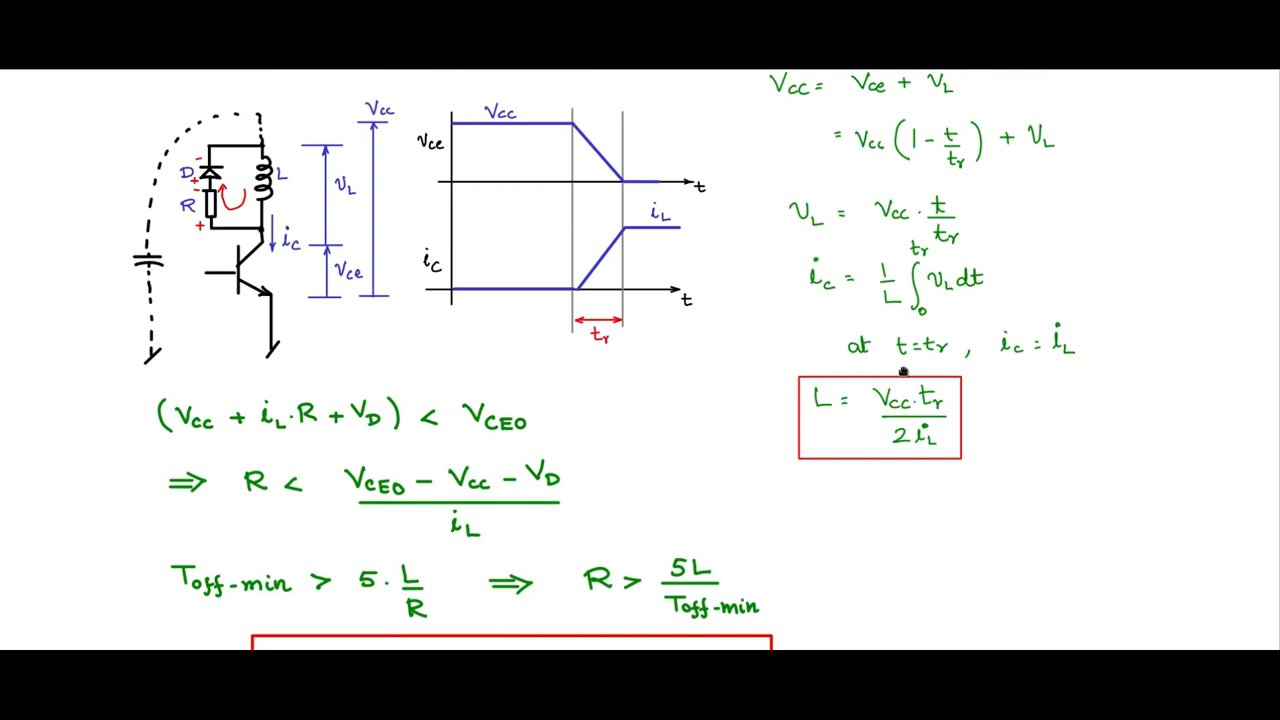 Vcc
Vcc
Vce
t
D
L
R
VL
ic
Vce
iL
ic
t
tr
- + - +
Vcc = Vce + VL
= Vcc (1 - t/tr) + VL
VL = Vcc · t/tr
ic = 1/L ∫₀^tr VL dt
at t = tr , ic = iL
L = Vcc · tr / 2 iL
(Vcc + iL·R + VD) < VCEO
⇒ R < (VCEO - Vcc - VD) / iL
Toff-min > 5 · L/R ⇒ R > 5L / Toff-min